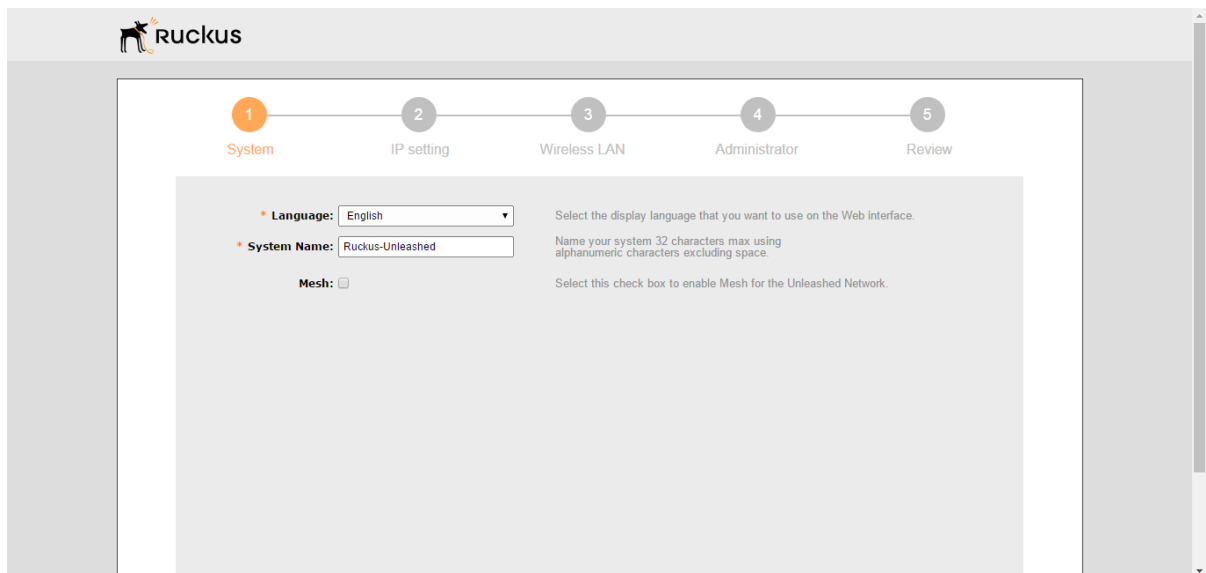 Ruckus
1 2 3 4 5
System IP setting Wireless LAN Administrator Review
* Language: English Select the display language that you want to use on the Web interface.
* System Name: Ruckus-Unleashed Name your system 32 characters max using
alphanumeric characters excluding space.
Mesh: Select this check box to enable Mesh for the Unleashed Network.